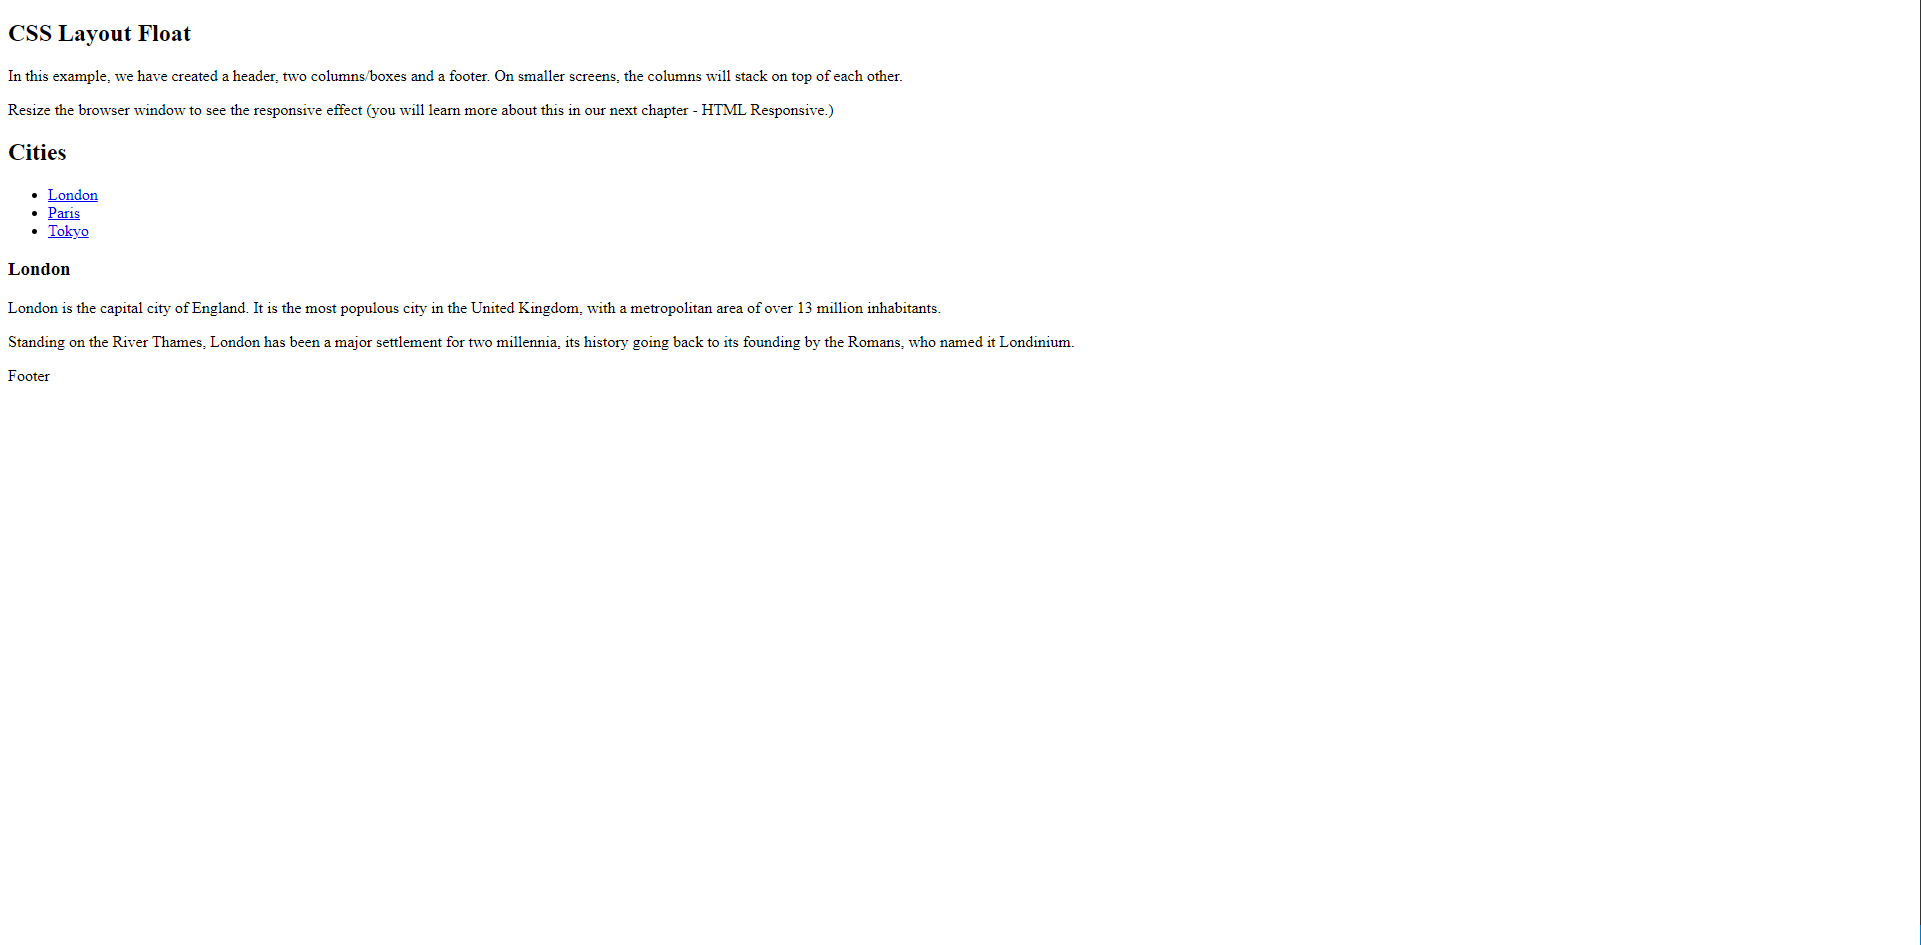 CSS Layout Float
In this example, we have created a header, two columns/boxes and a footer. On smaller screens, the columns will stack on top of each other.
Resize the browser window to see the responsive effect (you will learn more about this in our next chapter - HTML Responsive.)
Cities
London
Paris
Tokyo
London
London is the capital city of England. It is the most populous city in the United Kingdom, with a metropolitan area of over 13 million inhabitants.
Standing on the River Thames, London has been a major settlement for two millennia, its history going back to its founding by the Romans, who named it Londinium.
Footer